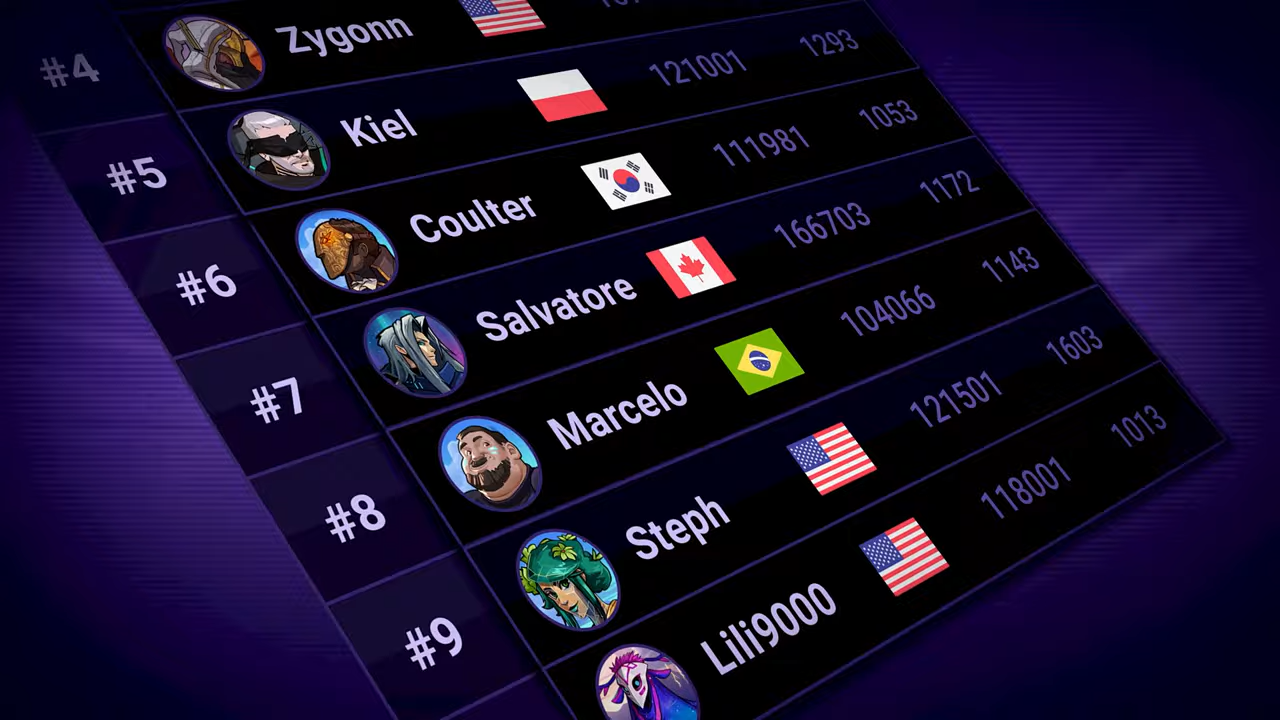 #4 Zygonn
#5 Kiel 121001 1293
#6 Coulter 111981 1053
#7 Salvatore 166703 1172
#8 Marcelo 104066 1143
#9 Steph 121501 1603
Lili9000 118001 1013